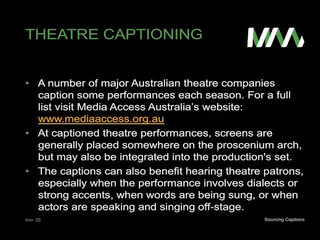 THEATRE CAPTIONING
• A number of major Australian theatre companies
caption some performances each season. For a full
list visit Media Access Australia's website:
www.mediaaccess.org.au
• At captioned theatre performances, screens are
generally placed somewhere on the proscenium arch,
but may also be integrated into the production's set.
• The captions can also benefit hearing theatre patrons,
especially when the performance involves dialects or
strong accents, when words are being sung, or when
actors are speaking and singing off-stage.
Sourcing Captions